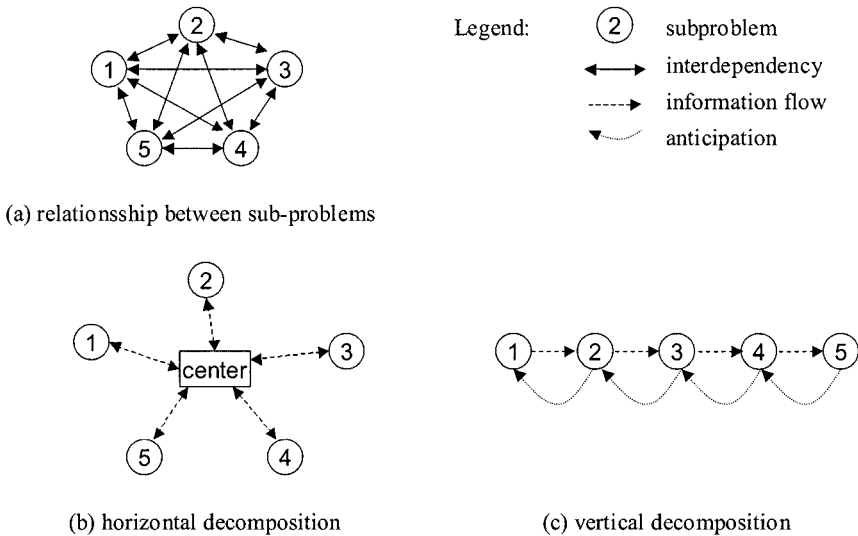 2
1
3
5
4
(a) relationsship between sub-problems
Legend:
2 subproblem
interdependency
information flow
anticipation
2
1
3
center
5
4
(b) horizontal decomposition
1 2 3 4 5
(c) vertical decomposition